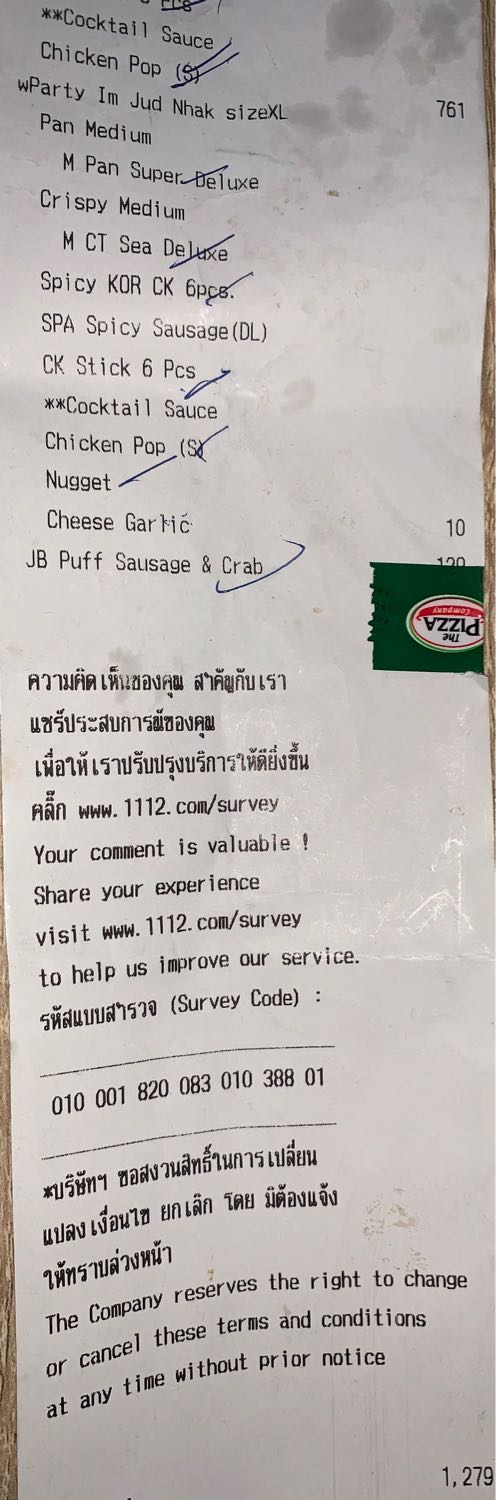 Pcs
**Cocktail Sauce
Chicken Pop (S)
wParty Im Jud Nhak sizeXL 761
Pan Medium
M Pan Super Deluxe
Crispy Medium
M CT Sea Deluxe
Spicy KOR CK 6pcs.
SPA Spicy Sausage(DL)
CK Stick 6 Pcs
**Cocktail Sauce
Chicken Pop (S)
Nugget
Cheese Garlic 10
JB Puff Sausage & Crab
The PIZZA Company
ความคิดเห็นของคุณ สำคัญกับเรา
แชร์ประสบการณ์ของคุณ
เพื่อให้เราปรับปรุงบริการให้ดียิ่งขึ้น
คลิ๊ก www.1112.com/survey
Your comment is valuable !
Share your experience
visit www.1112.com/survey
to help us improve our service.
รหัสแบบสำรวจ (Survey Code) :
010 001 820 083 010 388 01
*บริษัทฯ ขอสงวนสิทธิ์ในการเปลี่ยน
แปลงเงื่อนไข ยกเลิก โดย มิต้องแจ้ง
ให้ทราบล่วงหน้า
The Company reserves the right to change
or cancel these terms and conditions
at any time without prior notice
1,279